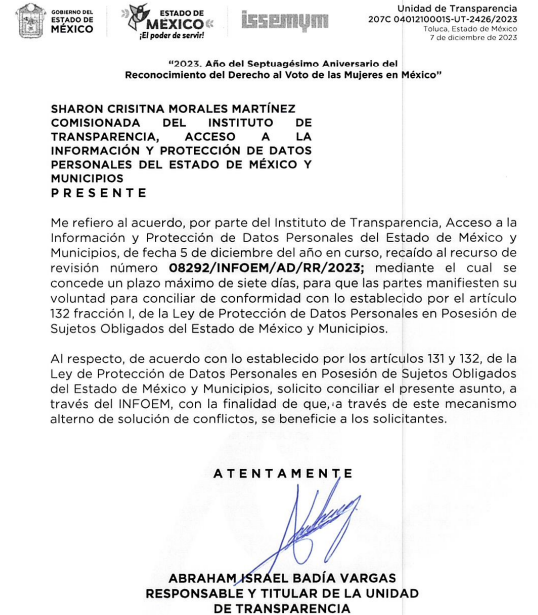 GOBIERNO DEL
ESTADO DE
MÉXICO
ESTADO DE
MÉXICO
¡El poder de servir!
issemym
Unidad de Transparencia
207C 0401210001S-UT-2426/2023
Toluca, Estado de México
7 de diciembre de 2023
"2023. Año del Septuagésimo Aniversario del
Reconocimiento del Derecho al Voto de las Mujeres en México"
SHARON CRISITNA MORALES MARTÍNEZ
COMISIONADA DEL INSTITUTO DE
TRANSPARENCIA, ACCESO A LA
INFORMACIÓN Y PROTECCIÓN DE DATOS
PERSONALES DEL ESTADO DE MÉXICO Y
MUNICIPIOS
P R E S E N T E
Me refiero al acuerdo, por parte del Instituto de Transparencia, Acceso a la
Información y Protección de Datos Personales del Estado de México y
Municipios, de fecha 5 de diciembre del año en curso, recaído al recurso de
revisión número 08292/INFOEM/AD/RR/2023; mediante el cual se
concede un plazo máximo de siete días, para que las partes manifiesten su
voluntad para conciliar de conformidad con lo establecido por el artículo
132 fracción I, de la Ley de Protección de Datos Personales en Posesión de
Sujetos Obligados del Estado de México y Municipios.
Al respecto, de acuerdo con lo establecido por los artículos 131 y 132, de la
Ley de Protección de Datos Personales en Posesión de Sujetos Obligados
del Estado de México y Municipios, solicito conciliar el presente asunto, a
través del INFOEM, con la finalidad de que, a través de este mecanismo
alterno de solución de conflictos, se beneficie a los solicitantes.
A T E N T A M E N T E
ABRAHAM ISRAEL BADÍA VARGAS
RESPONSABLE Y TITULAR DE LA UNIDAD
DE TRANSPARENCIA